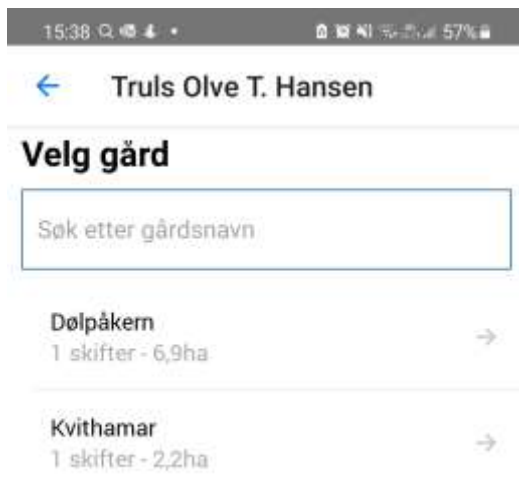 15:38
57%
Truls Olve T. Hansen
Velg gård
Søk etter gårdsnavn
Dølpåkern
1 skifter - 6,9ha
Kvithamar
1 skifter - 2,2ha